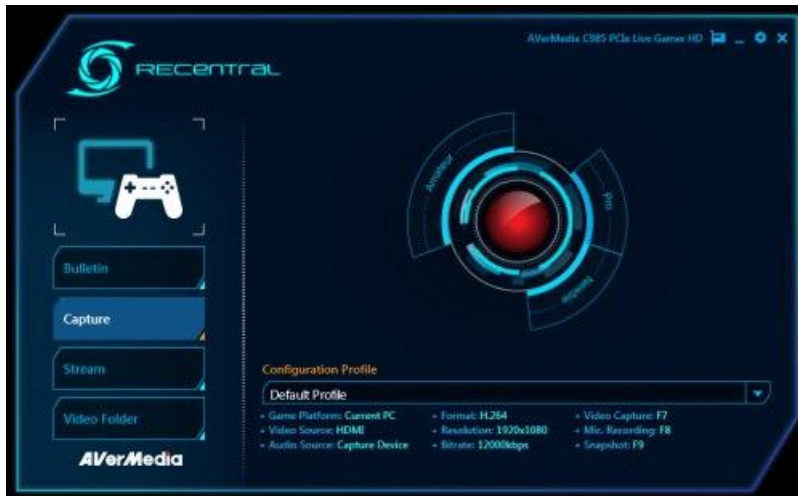 AVerMedia C985 PCIe Live Gamer HD
RECENTRAL
Amateur
Pro
Newbie
Bulletin
Capture
Stream
Video Folder
AVerMedia
Configuration Profile
Default Profile
Game Platform: Current PC
Format: H.264
Video Capture: F7
Video Source: HDMI
Resolution: 1920x1080
Mic. Recording: F8
Audio Source: Capture Device
Bitrate: 12000kbps
Snapshot: F9